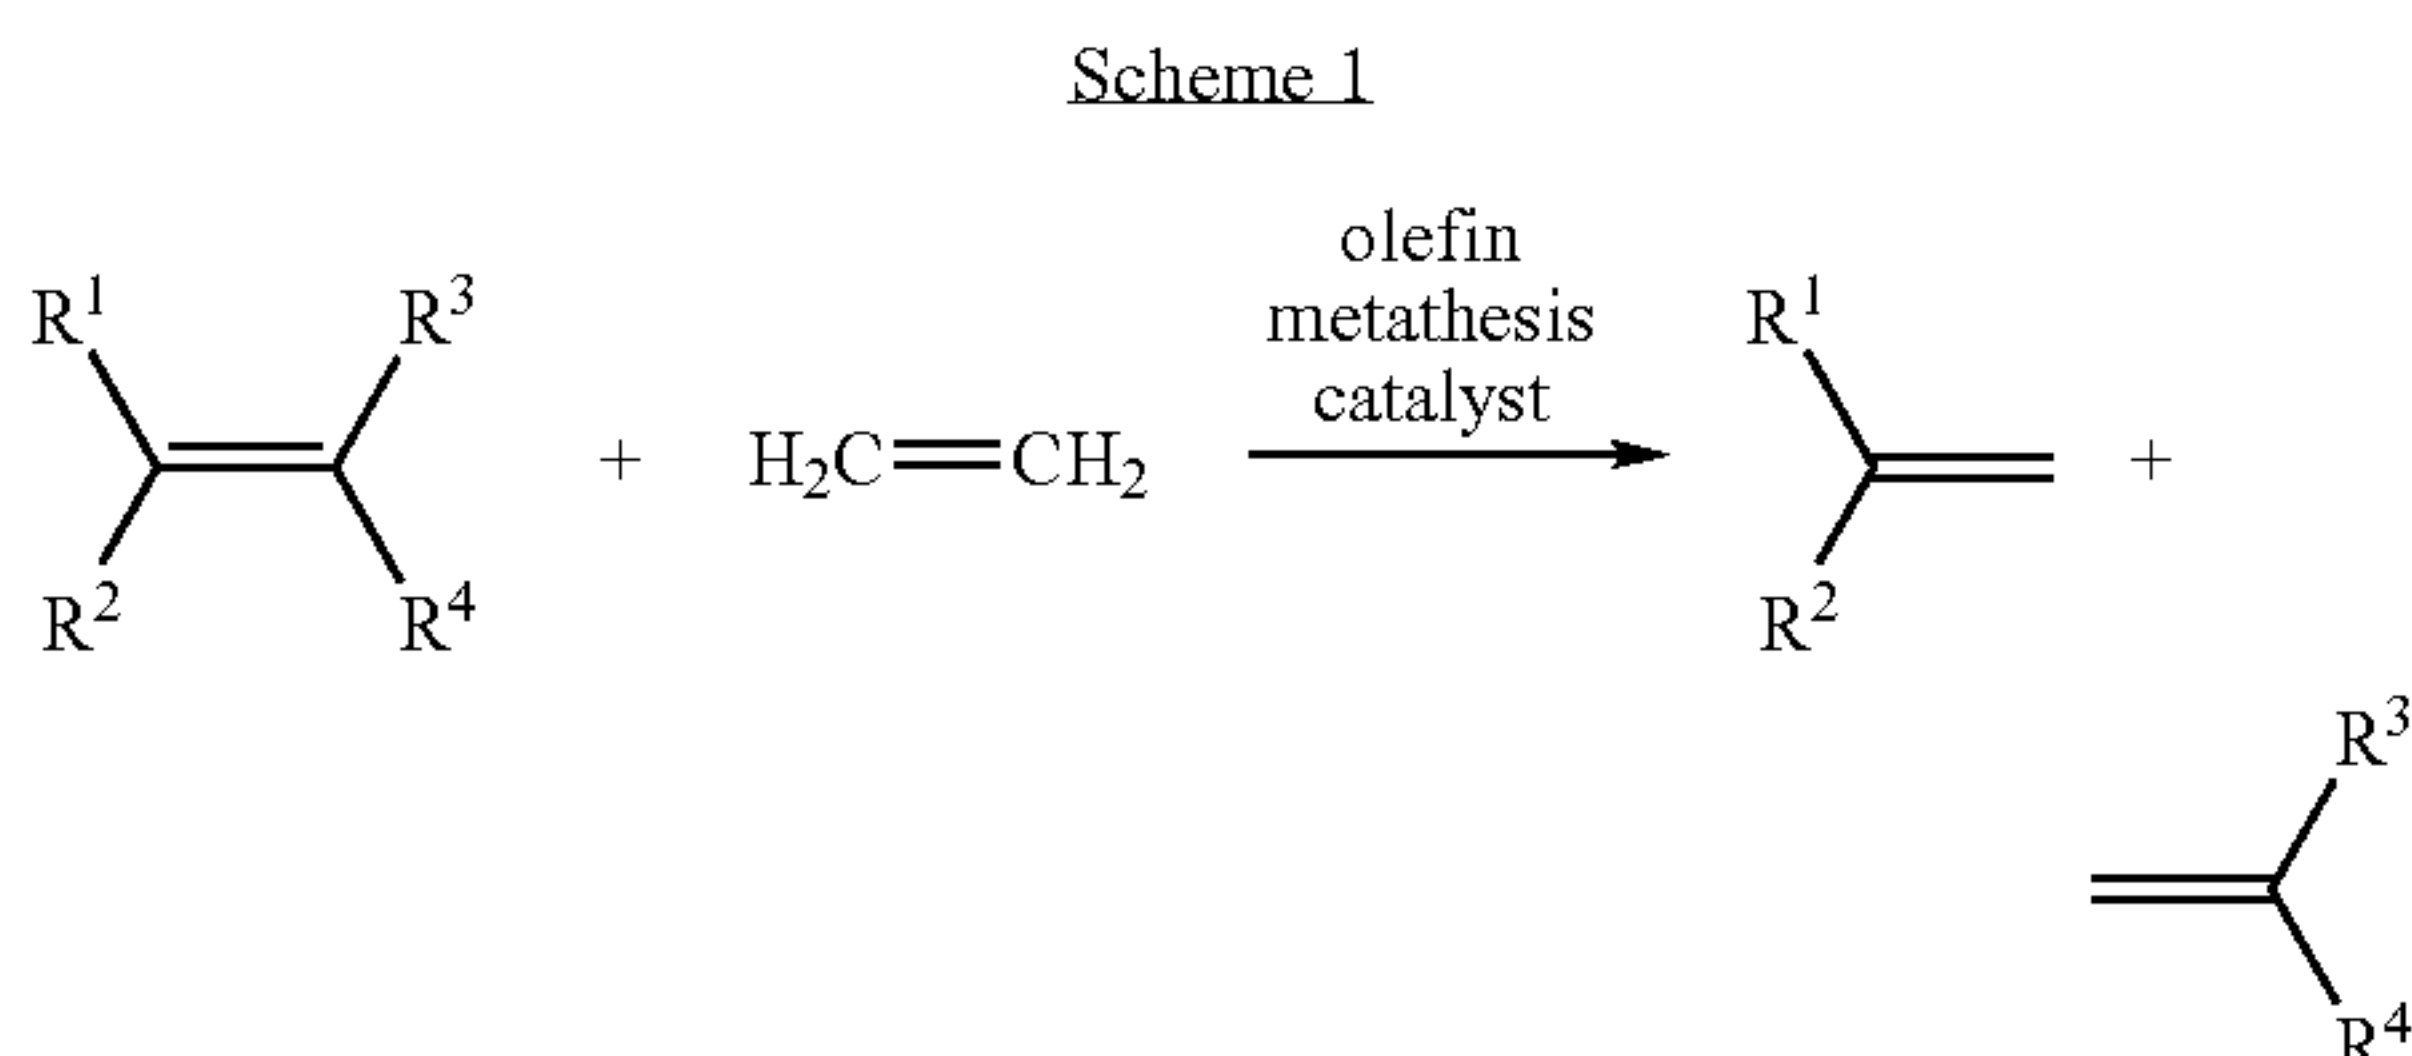 Scheme 1
olefin
metathesis
catalyst
R¹ R³ + H₂C=CH₂ R¹ +
R² R⁴ R²
R³
R⁴